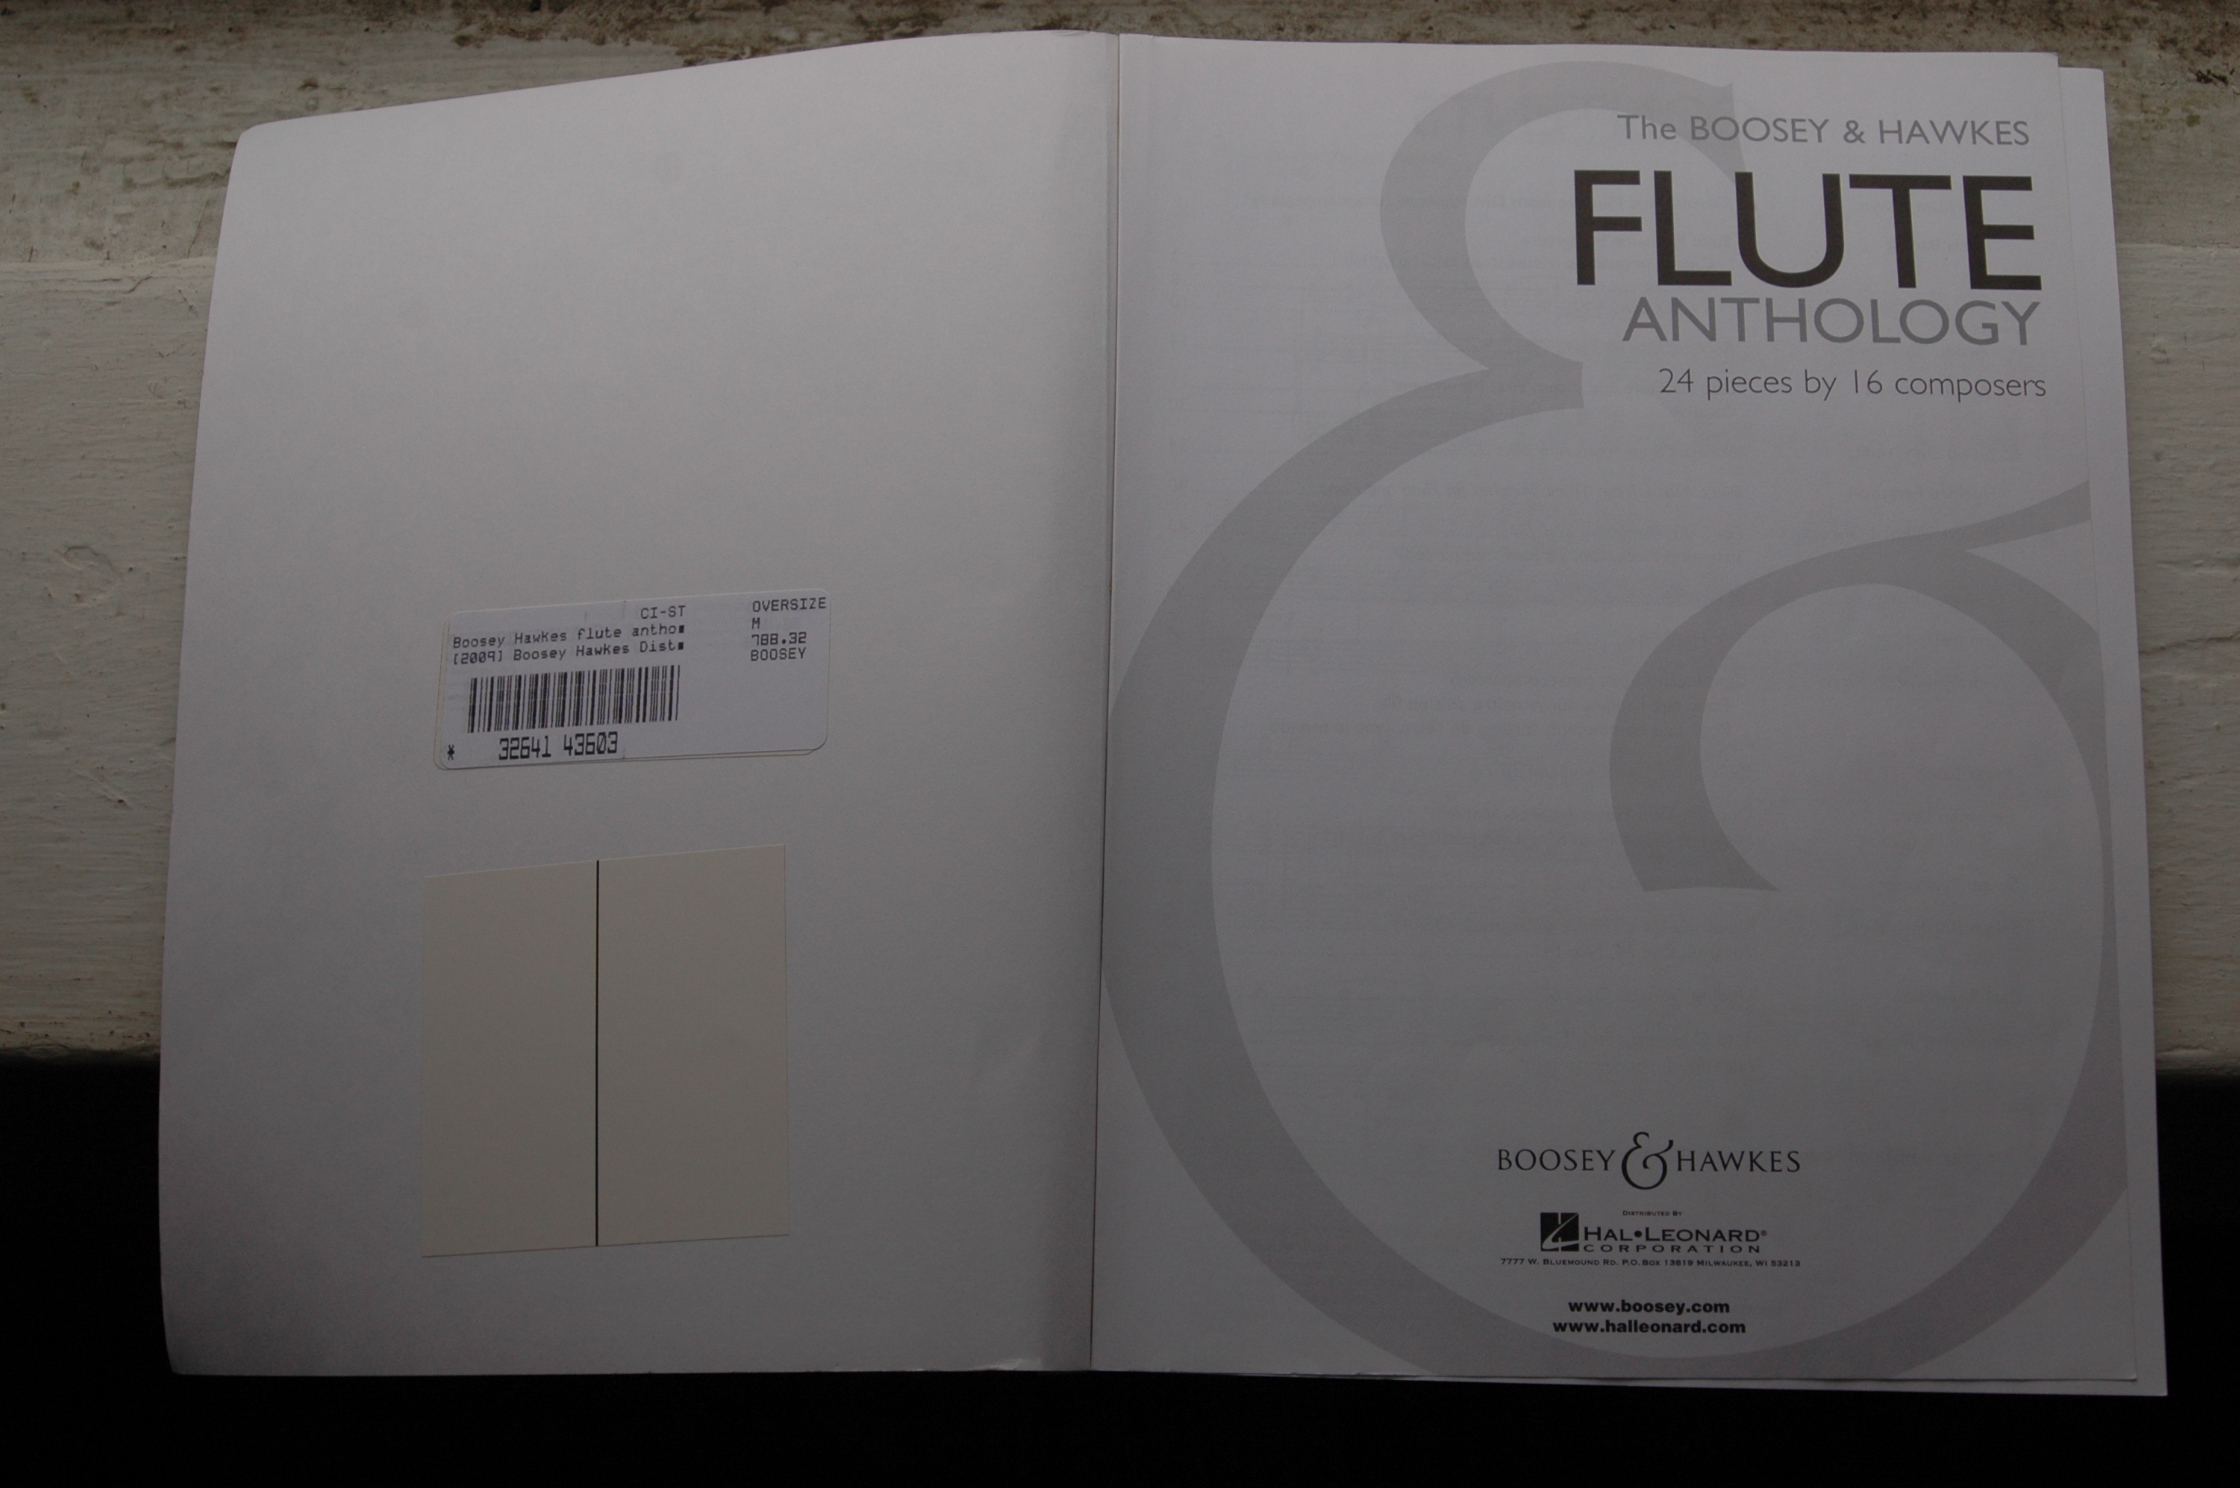 CI-ST
Boosey Hawkes flute antho
[2009] Boosey Hawkes Dist
OVERSIZE
M
788.32
BOOSEY
* 32641 43603
The BOOSEY & HAWKES
FLUTE
ANTHOLOGY
24 pieces by 16 composers
&
BOOSEY & HAWKES
DISTRIBUTED BY
HAL•LEONARD®
CORPORATION
7777 W. BLUEMOUND RD. P.O. BOX 13819 MILWAUKEE, WI 53213
www.boosey.com
www.halleonard.com